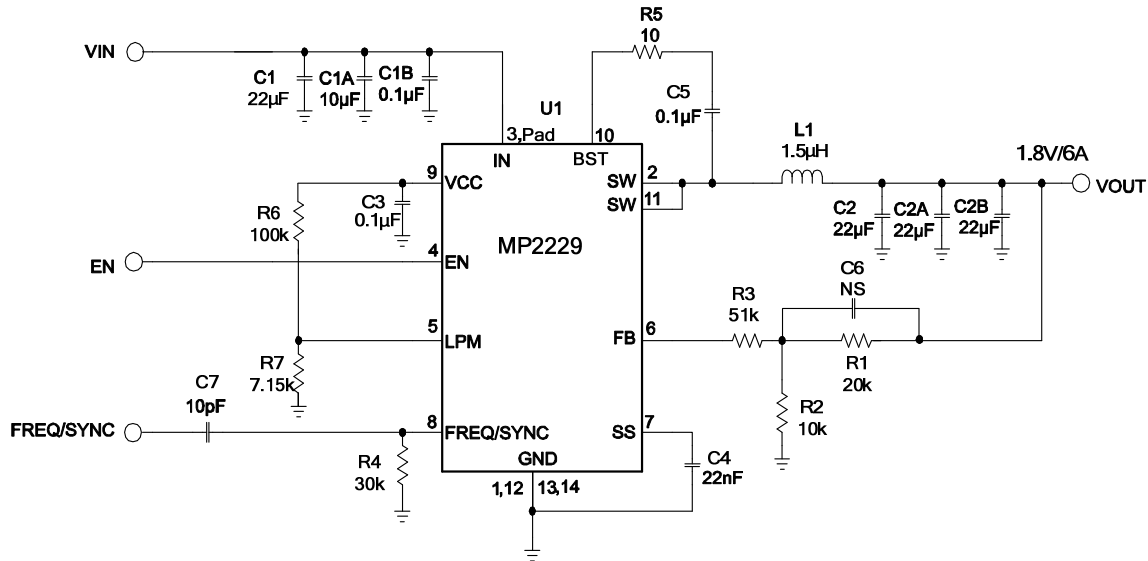 R5
10
VIN
C1
22µF
C1A
10µF
C1B
0.1µF
C5
0.1µF
U1
3,Pad
10
IN
BST
L1
1.5µH
1.8V/6A
VOUT
9
VCC
SW
2
SW
11
C3
0.1µF
R6
100k
C2
22µF
C2A
22µF
C2B
22µF
MP2229
EN
4
EN
C6
NS
R3
51k
5
LPM
FB
6
R1
20k
R7
7.15k
C7
10pF
R2
10k
FREQ/SYNC
8
FREQ/SYNC
SS
7
GND
R4
30k
C4
22nF
1,12
13,14